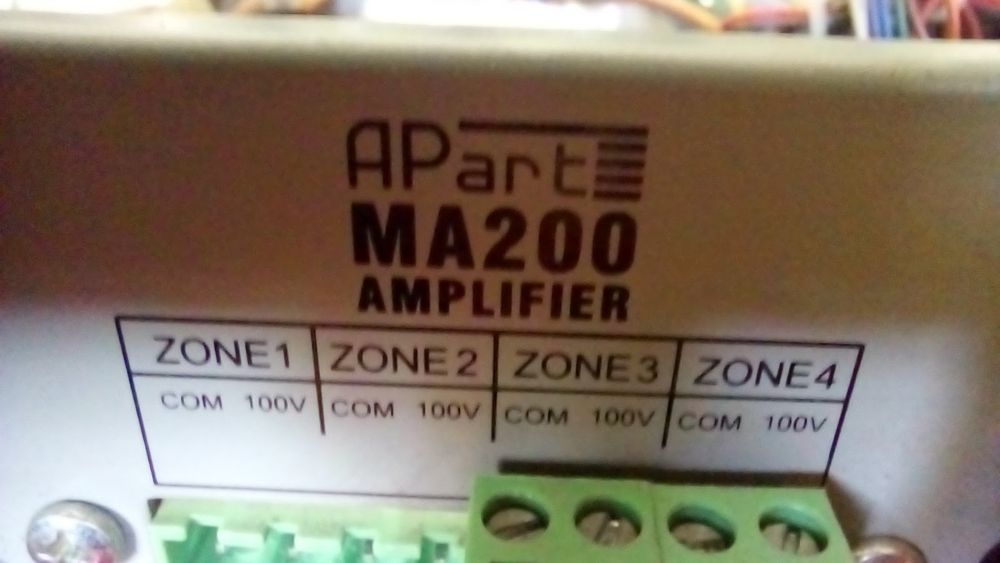 APart
MA200
AMPLIFIER
ZONE1 ZONE2 ZONE3 ZONE4
COM 100V COM 100V COM 100V COM 100V